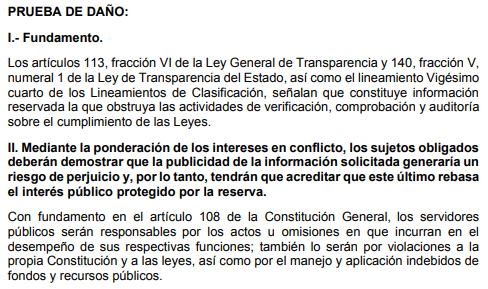 PRUEBA DE DAÑO:
I.- Fundamento.
Los artículos 113, fracción VI de la Ley General de Transparencia y 140, fracción V,
numeral 1 de la Ley de Transparencia del Estado, así como el lineamiento Vigésimo
cuarto de los Lineamientos de Clasificación, señalan que constituye información
reservada la que obstruya las actividades de verificación, comprobación y auditoría
sobre el cumplimiento de las Leyes.
II. Mediante la ponderación de los intereses en conflicto, los sujetos obligados
deberán demostrar que la publicidad de la información solicitada generaría un
riesgo de perjuicio y, por lo tanto, tendrán que acreditar que este último rebasa
el interés público protegido por la reserva.
Con fundamento en el artículo 108 de la Constitución General, los servidores
públicos serán responsables por los actos u omisiones en que incurran en el
desempeño de sus respectivas funciones; también lo serán por violaciones a la
propia Constitución y a las leyes, así como por el manejo y aplicación indebidos de
fondos y recursos públicos.